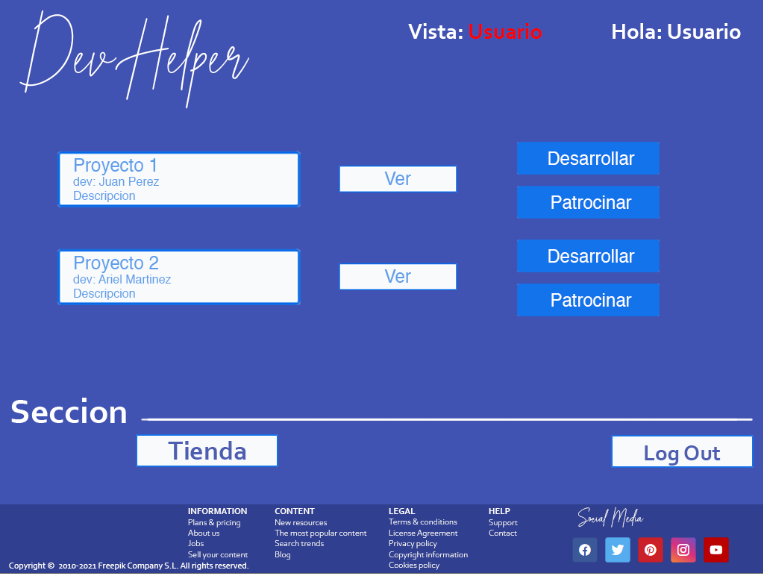 DevHelper
Vista: Usuario
Hola: Usuario
Proyecto 1
dev: Juan Perez
Descripcion
Ver
Desarrollar
Patrocinar
Proyecto 2
dev: Ariel Martinez
Descripcion
Ver
Desarrollar
Patrocinar
Seccion
Tienda
Log Out
INFORMATION
Plans & pricing
About us
Jobs
Sell your content
CONTENT
New resources
The most popular content
Search trends
Blog
LEGAL
Terms & conditions
License Agreement
Privacy policy
Copyright information
Cookies policy
HELP
Support
Contact
Social Media
Copyright © 2010-2021 Freepik Company S.L. All rights reserved.